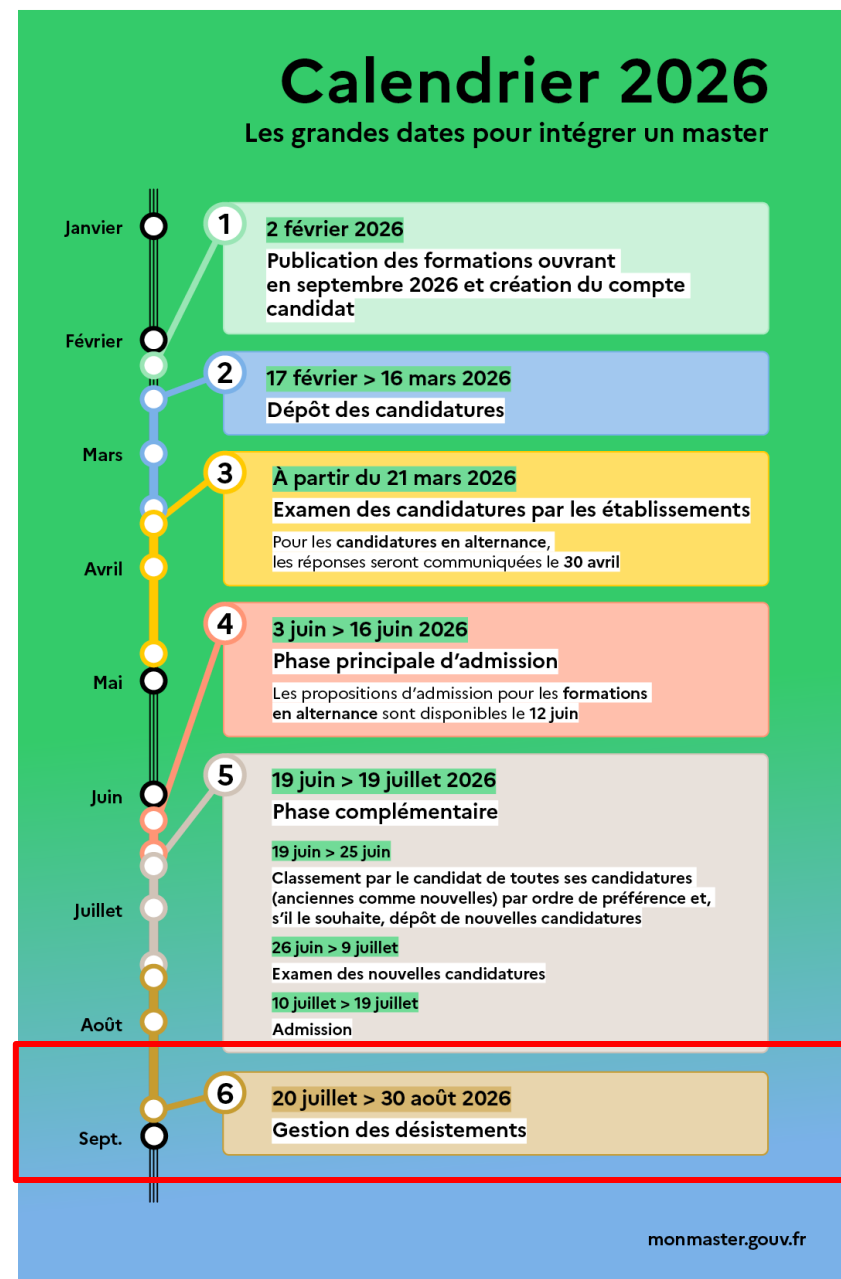 Calendrier 2026
Les grandes dates pour intégrer un master
Janvier
Février
Mars
Avril
Mai
Juin
Juillet
Août
Sept.
1
2 février 2026
Publication des formations ouvrant
en septembre 2026 et création du compte
candidat
2
17 février > 16 mars 2026
Dépôt des candidatures
3
À partir du 21 mars 2026
Examen des candidatures par les établissements
Pour les candidatures en alternance,
les réponses seront communiquées le 30 avril
4
3 juin > 16 juin 2026
Phase principale d’admission
Les propositions d’admission pour les formations
en alternance sont disponibles le 12 juin
5
19 juin > 19 juillet 2026
Phase complémentaire
19 juin > 25 juin
Classement par le candidat de toutes ses candidatures
(anciennes comme nouvelles) par ordre de préférence et,
s’il le souhaite, dépôt de nouvelles candidatures
26 juin > 9 juillet
Examen des nouvelles candidatures
10 juillet > 19 juillet
Admission
6
20 juillet > 30 août 2026
Gestion des désistements
monmaster.gouv.fr